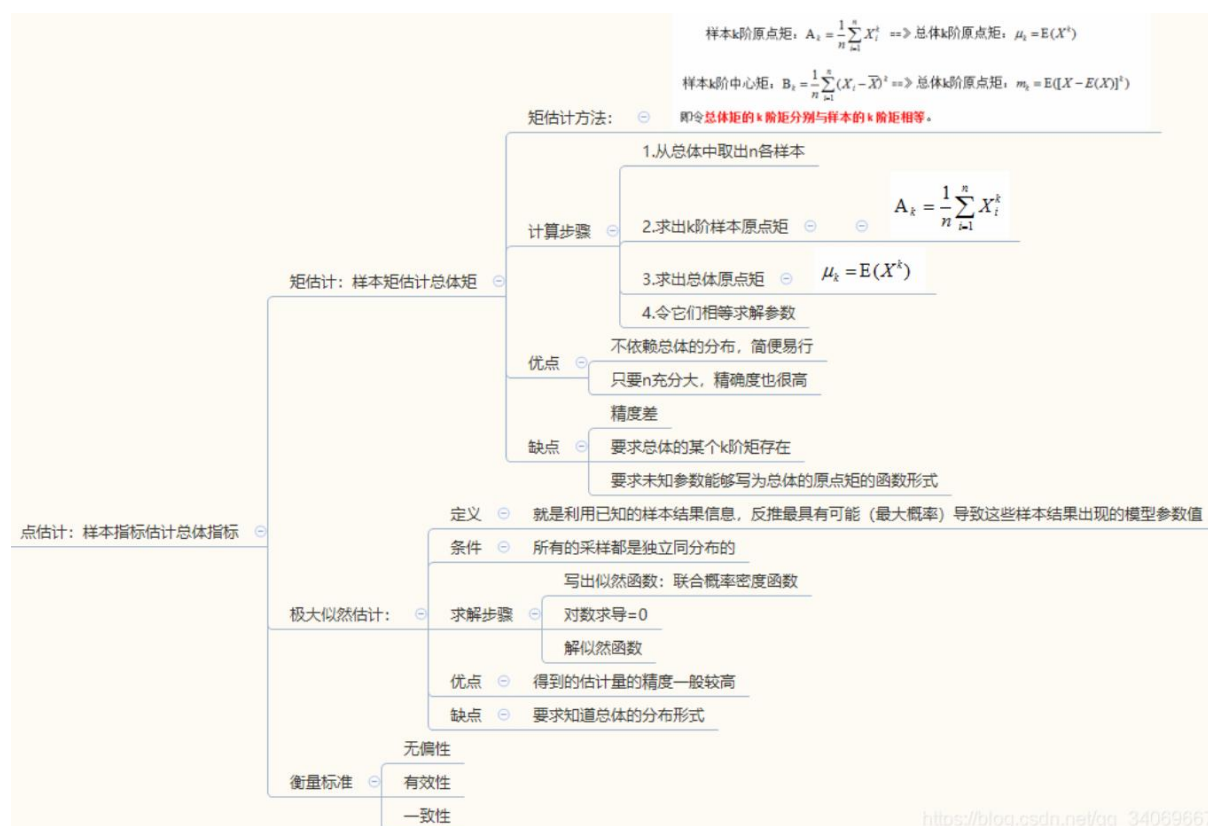 样本k阶原点矩：A_k = 1/n ∑_{i=1}^{n} X_i^k ==》总体k阶原点矩：μ_k = E(X^k)
样本k阶中心矩：B_k = 1/n ∑_{i=1}^{n} (X_i - X̄)^k ==》总体k阶原点矩：m_k = E([X - E(X)]^k)
即令总体矩的k阶矩分别与样本的k阶矩相等。
矩估计方法：
1.从总体中取出n各样本
计算步骤
2.求出k阶样本原点矩
A_k = 1/n ∑_{i=1}^{n} X_i^k
3.求出总体原点矩
μ_k = E(X^k)
4.令它们相等求解参数
矩估计：样本矩估计总体矩
优点
不依赖总体的分布，简便易行
只要n充分大，精确度也很高
缺点
精度差
要求总体的某个k阶矩存在
要求未知参数能够写为总体的原点矩的函数形式
点估计：样本指标估计总体指标
定义
就是利用已知的样本结果信息，反推最具有可能（最大概率）导致这些样本结果出现的模型参数值
条件
所有的采样都是独立同分布的
极大似然估计：
求解步骤
写出似然函数：联合概率密度函数
对数求导=0
解似然函数
优点
得到的估计量的精度一般较高
缺点
要求知道总体的分布形式
衡量标准
无偏性
有效性
一致性
https://blog.csdn.net/qq_34069667